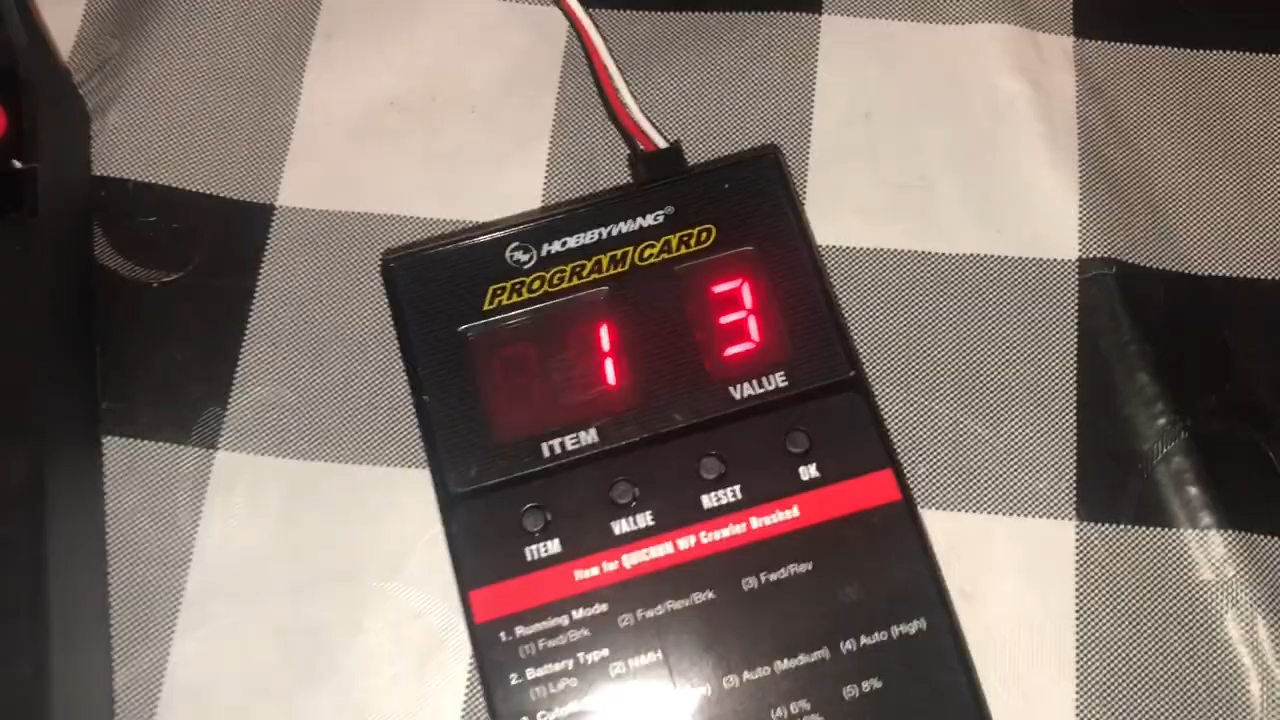 HOBBYWING®
PROGRAM CARD
1 3
ITEM VALUE
ITEM VALUE RESET OK
Item for QUICRUN WP Crawler Brushed
1. Running Mode
(1) Fwd/Brk (2) Fwd/Rev/Brk (3) Fwd/Rev
2. Battery Type
(1) LiPo (2) NiMH
(3) Auto (Medium) (4) Auto (High)
(4) 6% (5) 8%